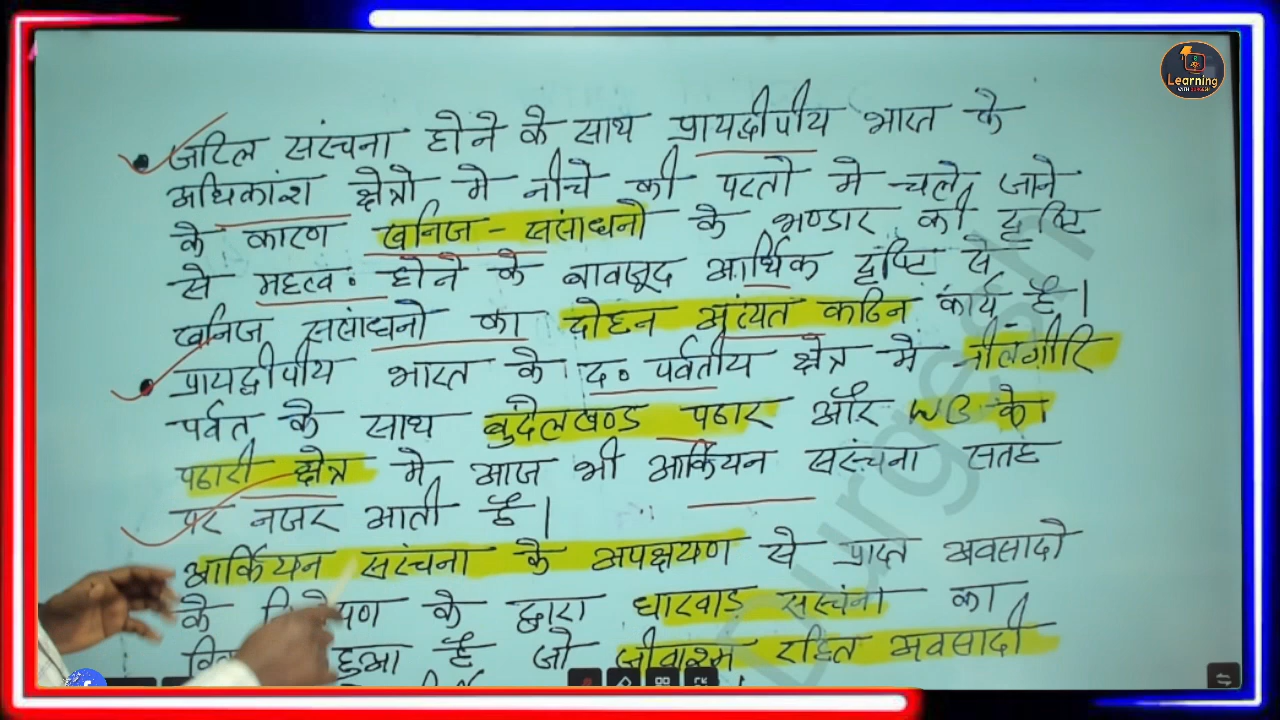 Learning
जटिल संरचना होने के साथ प्रायद्वीपीय भारत के
अधिकांश क्षेत्रो मे नीचे की परतो मे चले जाने
के कारण खनिज - संसाधनो के भण्डार की दृष्टि
से महत्व. होने के बावजूद आर्थिक दृष्टि से
खनिज संसाधनो का दोहन अत्यंत कठिन कार्य है।
प्रायद्वीपीय भारत के द० पर्वतीय क्षेत्र मे नीलगीरि
पर्वत के साथ बुंदेलखण्ड पठार और WB के
पठारी क्षेत्र मे आज भी आर्कियन संरचना सतह
पर नजर आती है।
आर्कियन संरचना के अपक्षयण से प्राप्त अवसादो
के द्वारा धारवाड संरचना का
हुआ है जो जीवाश्म रहित अवसादी
urgesh